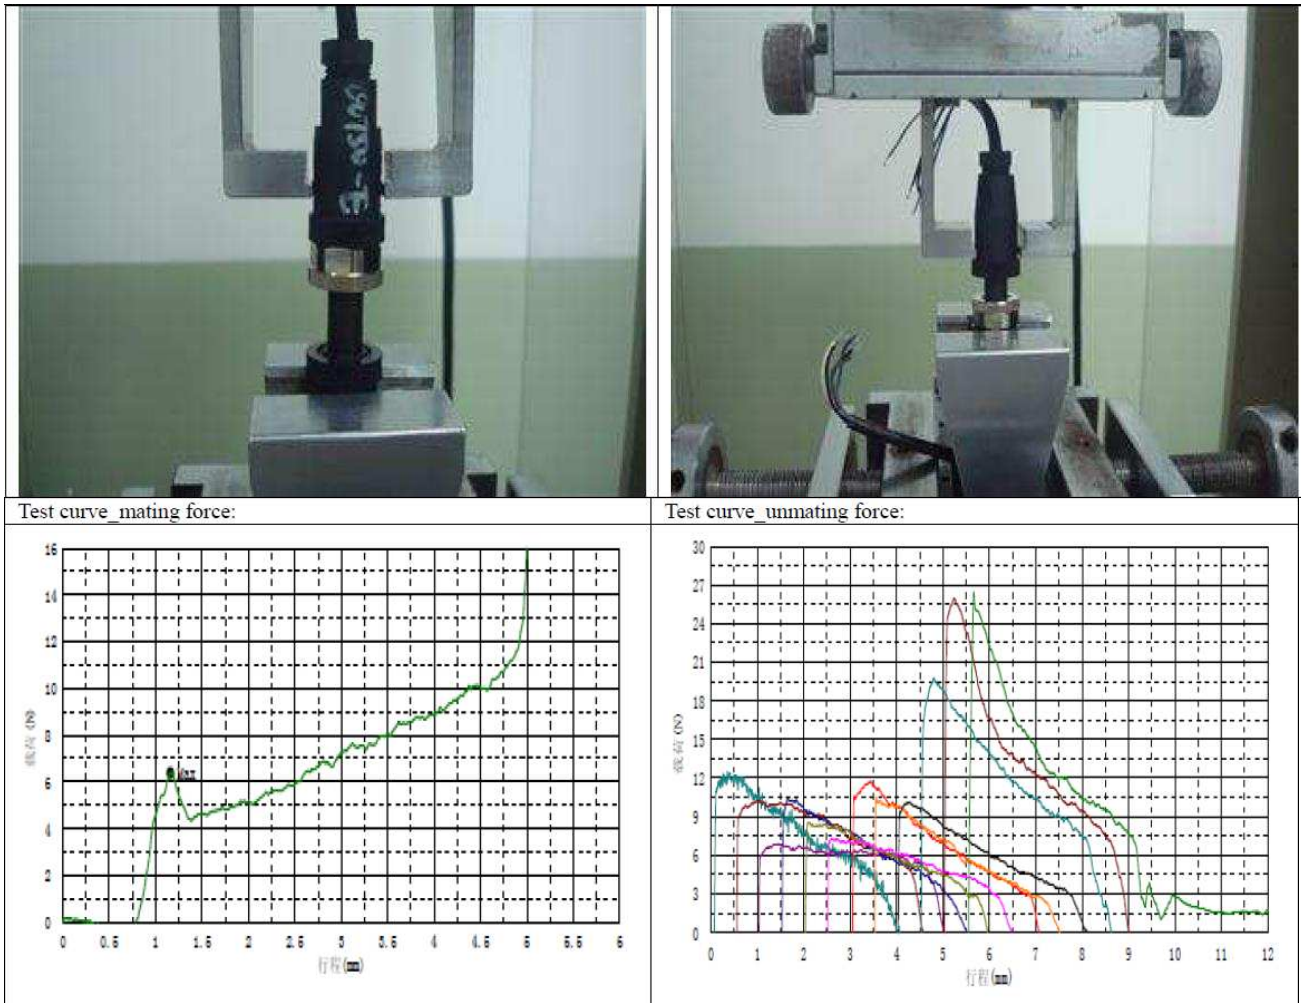 Test curve_mating force:
Test curve_unmating force:
16
14
12
10
8
6
4
2
0
载荷(N)
Max
0 0.5 1 1.5 2 2.5 3 3.5 4 4.5 5 5.5 6
行程(mm)
30
27
24
21
18
15
12
9
6
3
0
载荷(N)
0 1 2 3 4 5 6 7 8 9 10 11 12
行程(mm)